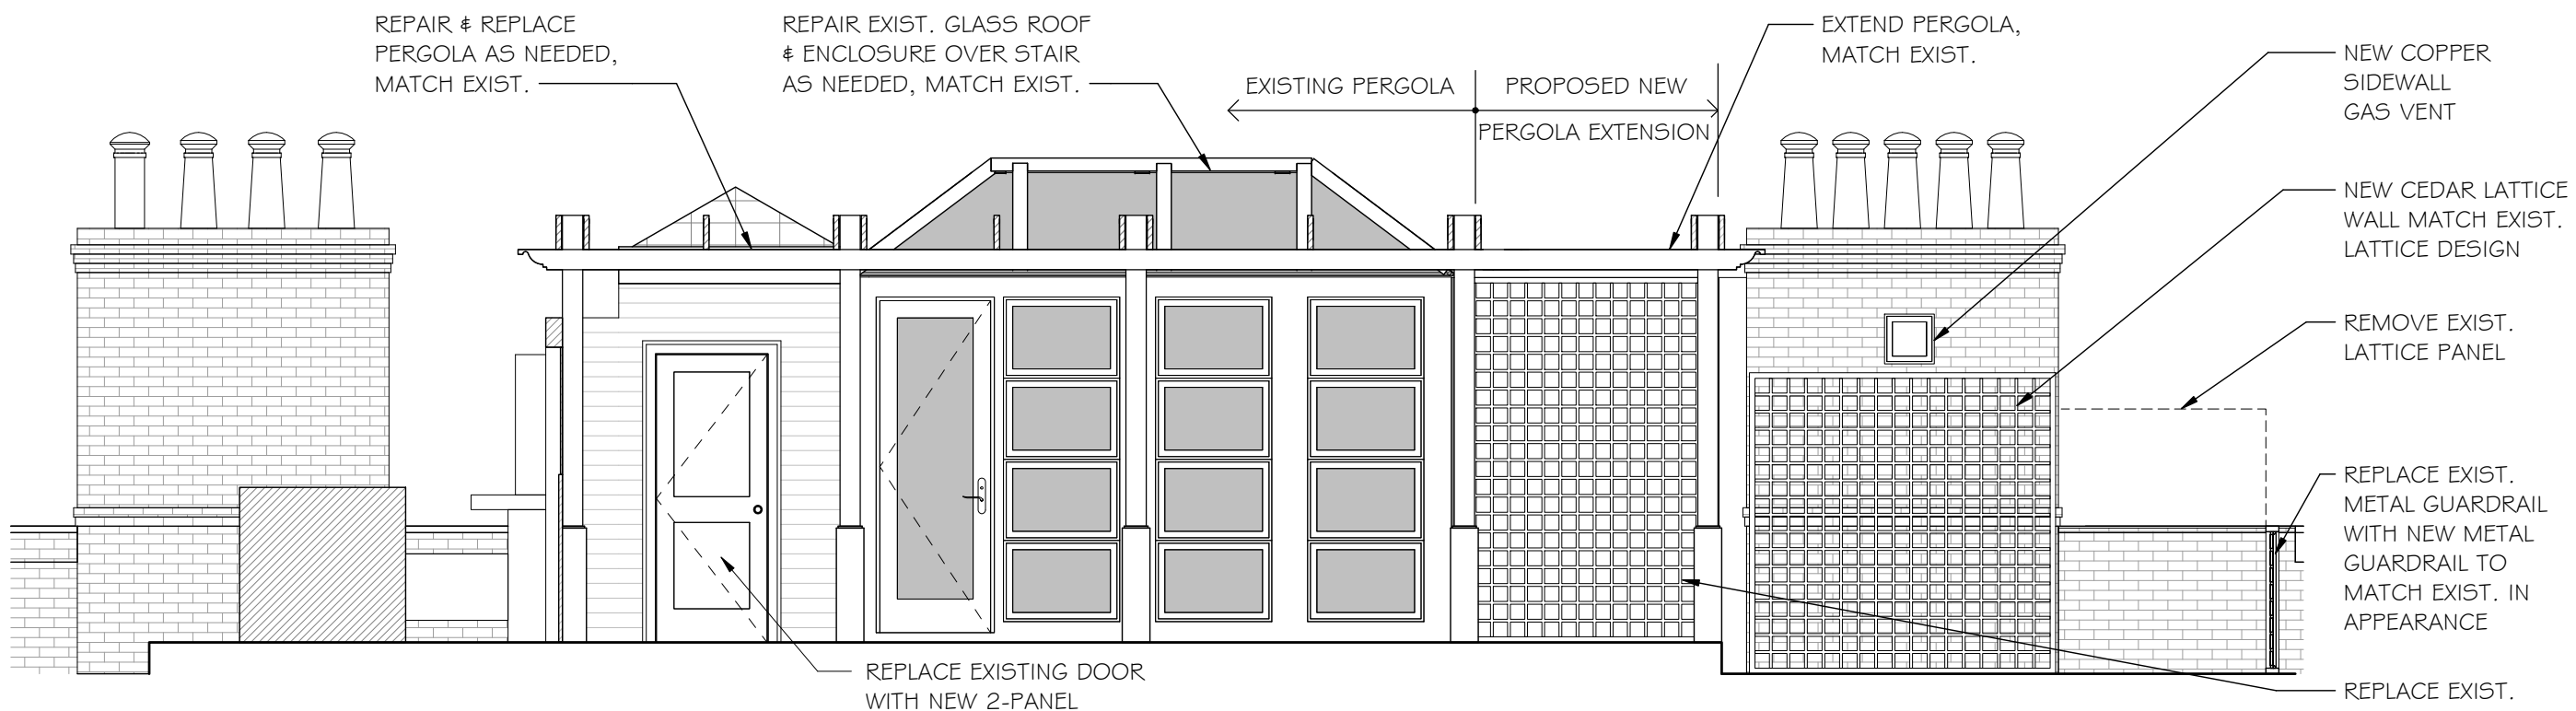 REPAIR & REPLACE
PERGOLA AS NEEDED,
MATCH EXIST.
REPAIR EXIST. GLASS ROOF
& ENCLOSURE OVER STAIR
AS NEEDED, MATCH EXIST.
EXISTING PERGOLA
PROPOSED NEW
PERGOLA EXTENSION
EXTEND PERGOLA,
MATCH EXIST.
NEW COPPER
SIDEWALL
GAS VENT
NEW CEDAR LATTICE
WALL MATCH EXIST.
LATTICE DESIGN
REMOVE EXIST.
LATTICE PANEL
REPLACE EXIST.
METAL GUARDRAIL
WITH NEW METAL
GUARDRAIL TO
MATCH EXIST. IN
APPEARANCE
REPLACE EXIST.
REPLACE EXISTING DOOR
WITH NEW 2-PANEL